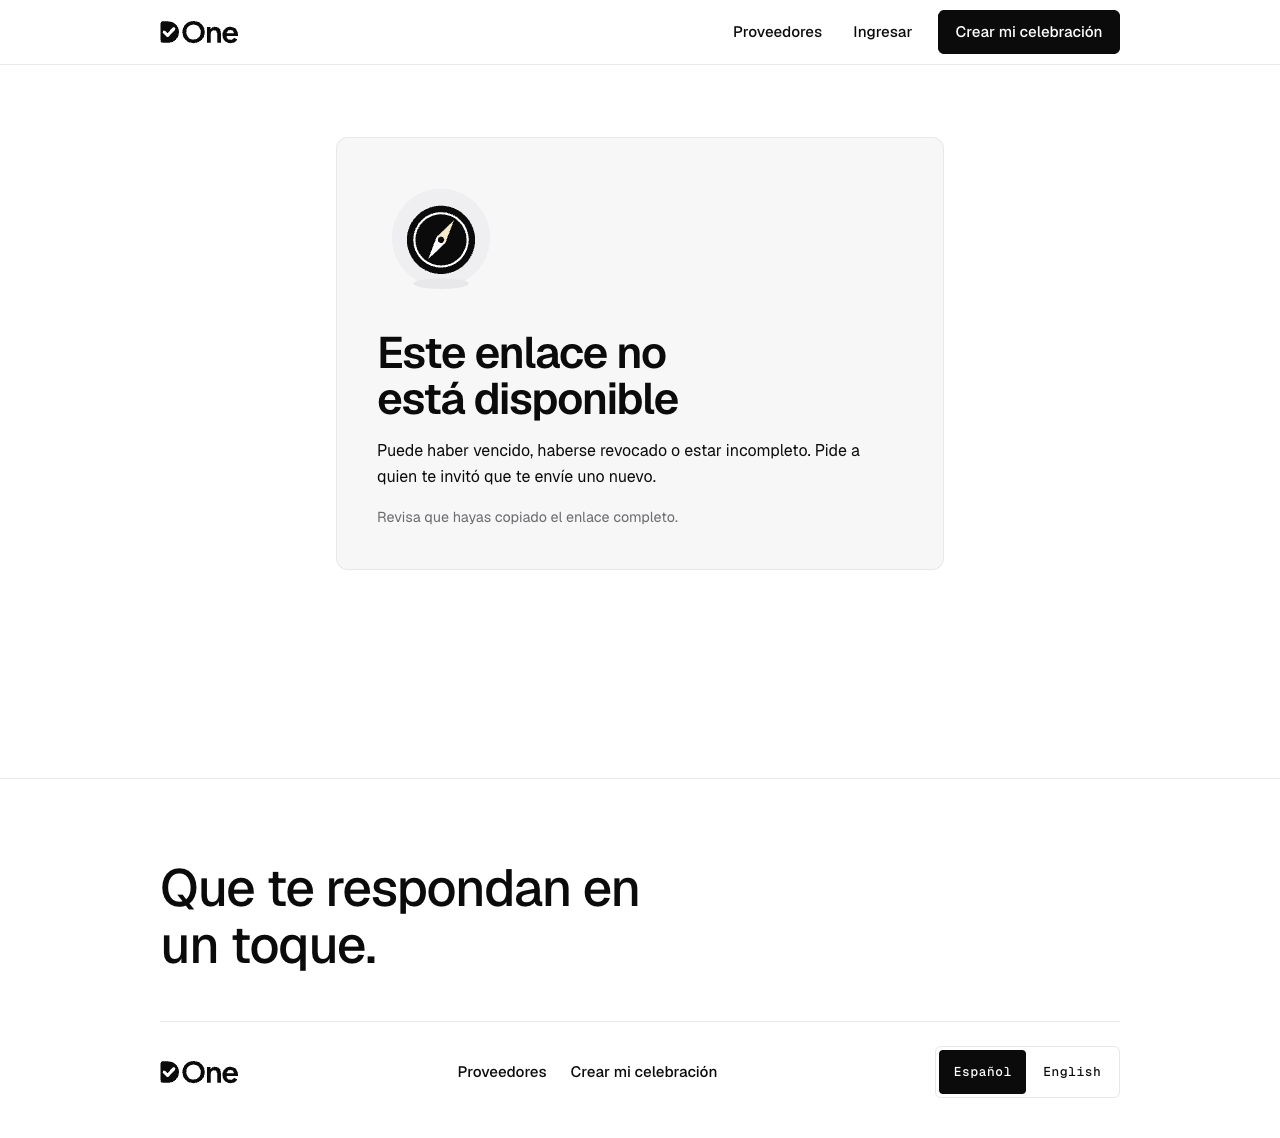 DOne
Proveedores
Ingresar
Crear mi celebración
Este enlace no
está disponible
Puede haber vencido, haberse revocado o estar incompleto. Pide a
quien te invitó que te envíe uno nuevo.
Revisa que hayas copiado el enlace completo.
Que te respondan en
un toque.
DOne
Proveedores
Crear mi celebración
Español
English